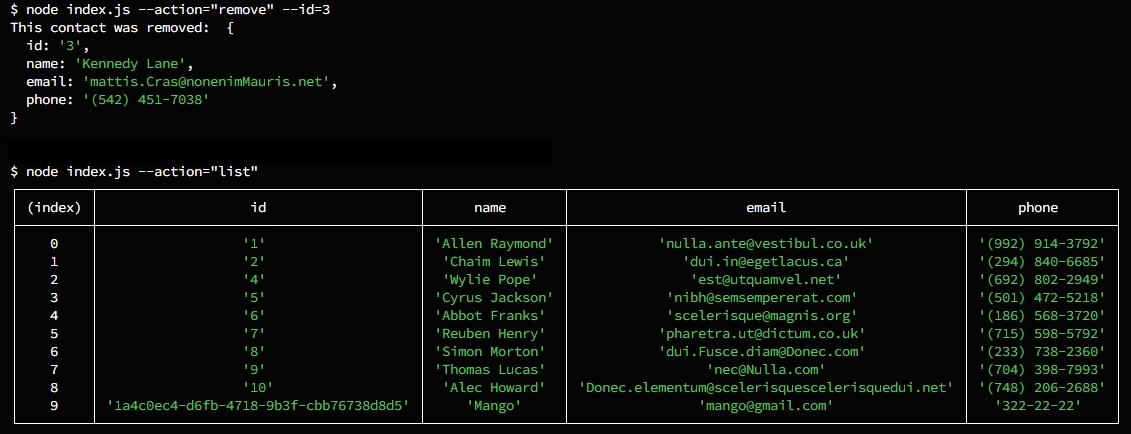 $ node index.js --action="remove" --id=3
This contact was removed:  {
  id: '3',
  name: 'Kennedy Lane',
  email: 'mattis.Cras@nonenimMauris.net',
  phone: '(542) 451-7038'
}
$ node index.js --action="list"
(index) id name email phone
0 '1' 'Allen Raymond' 'nulla.ante@vestibul.co.uk' '(992) 914-3792'
1 '2' 'Chaim Lewis' 'dui.in@egetlacus.ca' '(294) 840-6685'
2 '4' 'Wylie Pope' 'est@utquamvel.net' '(692) 802-2949'
3 '5' 'Cyrus Jackson' 'nibh@semsempererat.com' '(501) 472-5218'
4 '6' 'Abbot Franks' 'scelerisque@magnis.org' '(186) 568-3720'
5 '7' 'Reuben Henry' 'pharetra.ut@dictum.co.uk' '(715) 598-5792'
6 '8' 'Simon Morton' 'dui.Fusce.diam@Donec.com' '(233) 738-2360'
7 '9' 'Thomas Lucas' 'nec@Nulla.com' '(704) 398-7993'
8 '10' 'Alec Howard' 'Donec.elementum@scelerisquescelerisquedui.net' '(748) 206-2688'
9 '1a4c0ec4-d6fb-4718-9b3f-cbb76738d8d5' 'Mango' 'mango@gmail.com' '322-22-22'